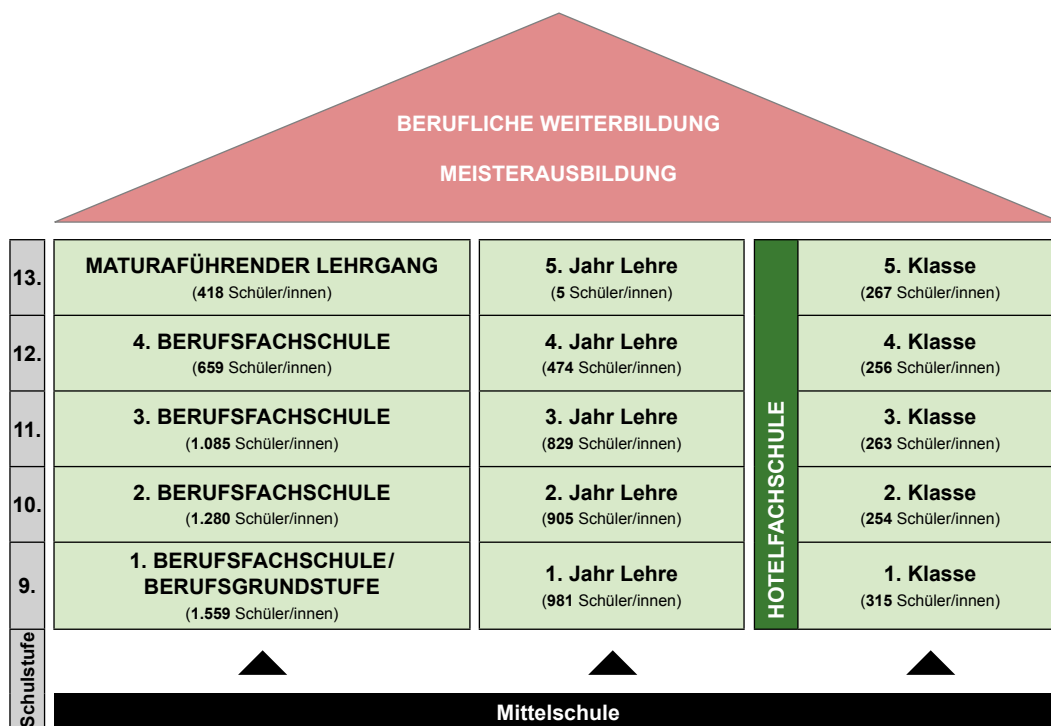 BERUFLICHE WEITERBILDUNG
MEISTERAUSBILDUNG
13.
MATURAFÜHRENDER LEHRGANG
(418 Schüler/innen)
5. Jahr Lehre
(5 Schüler/innen)
5. Klasse
(267 Schüler/innen)
12.
4. BERUFSFACHSCHULE
(659 Schüler/innen)
4. Jahr Lehre
(474 Schüler/innen)
4. Klasse
(256 Schüler/innen)
11.
3. BERUFSFACHSCHULE
(1.085 Schüler/innen)
3. Jahr Lehre
(829 Schüler/innen)
3. Klasse
(263 Schüler/innen)
10.
2. BERUFSFACHSCHULE
(1.280 Schüler/innen)
2. Jahr Lehre
(905 Schüler/innen)
2. Klasse
(254 Schüler/innen)
9.
1. BERUFSFACHSCHULE/
BERUFSGRUNDSTUFE
(1.559 Schüler/innen)
1. Jahr Lehre
(981 Schüler/innen)
1. Klasse
(315 Schüler/innen)
HOTELFACHSCHULE
Schulstufe
Mittelschule